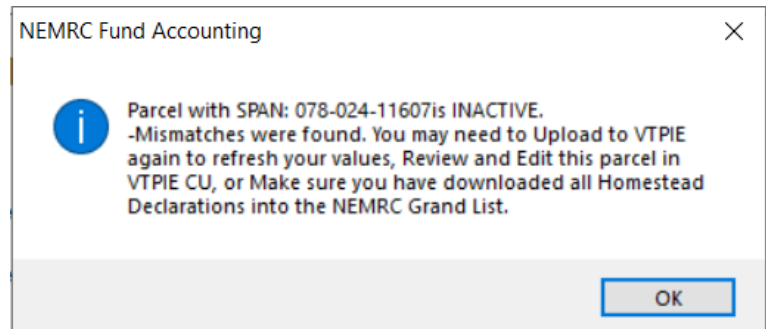 NEMRC Fund Accounting
Parcel with SPAN: 078-024-11607is INACTIVE.
-Mismatches were found. You may need to Upload to VTPIE
again to refresh your values, Review and Edit this parcel in
VTPIE CU, or Make sure you have downloaded all Homestead
Declarations into the NEMRC Grand List.
OK